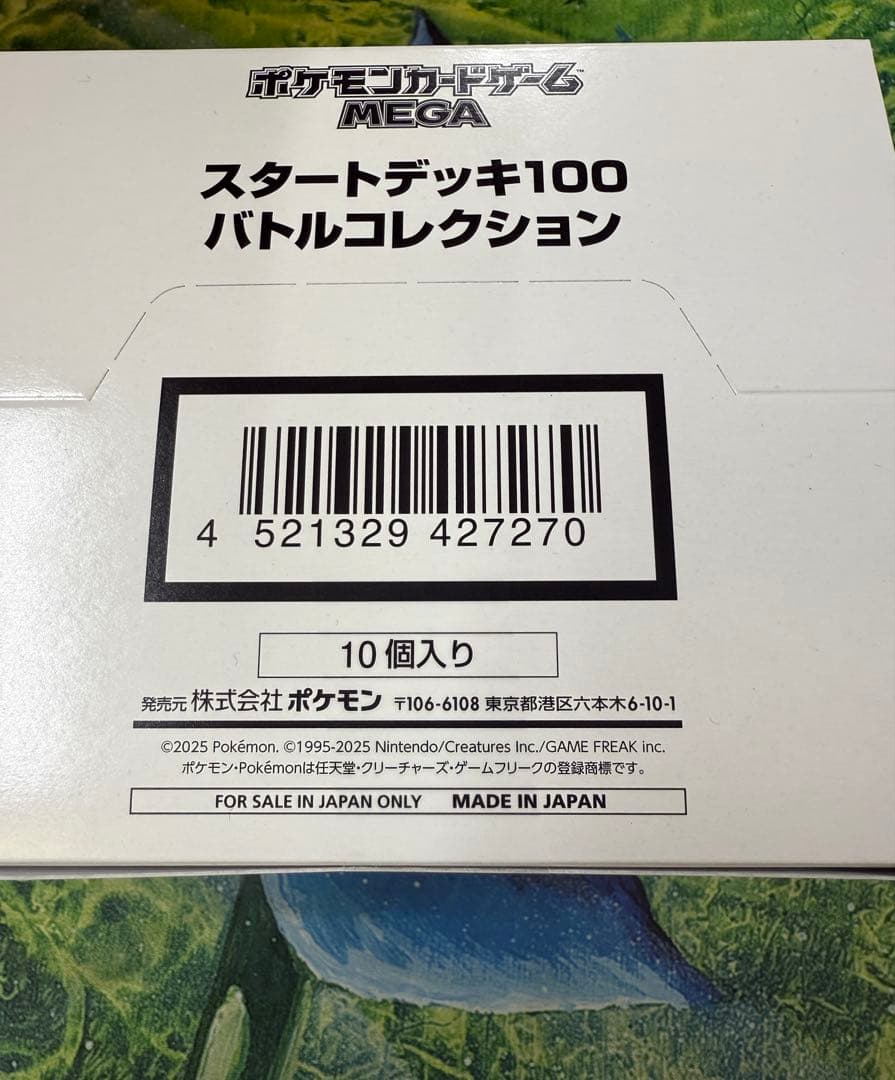 ポケモンカードゲーム™
MEGA
スタートデッキ100
バトルコレクション
4 521329 427270
10個入り
発売元 株式会社 ポケモン 〒106-6108 東京都港区六本木6-10-1
©2025 Pokémon. ©1995-2025 Nintendo/Creatures Inc./GAME FREAK inc.
ポケモン・Pokémonは任天堂・クリーチャーズ・ゲームフリークの登録商標です。
FOR SALE IN JAPAN ONLY MADE IN JAPAN